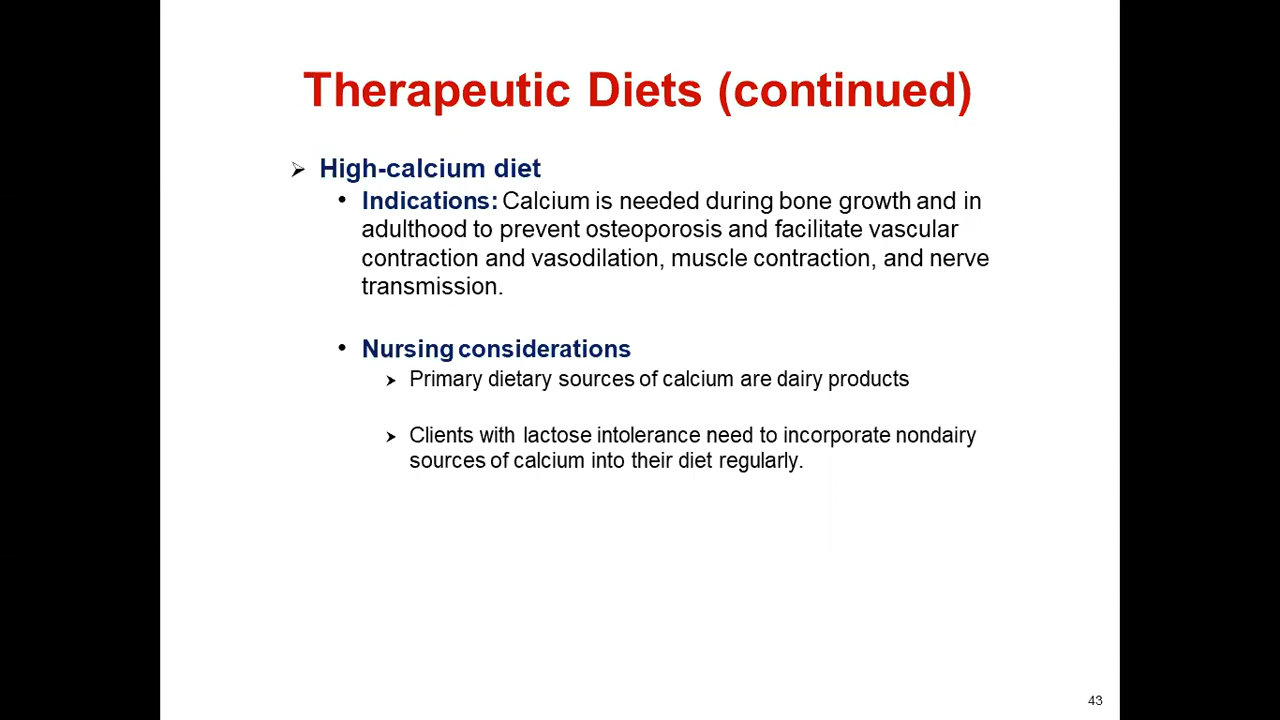 Therapeutic Diets (continued)
➢ High-calcium diet
• Indications: Calcium is needed during bone growth and in
adulthood to prevent osteoporosis and facilitate vascular
contraction and vasodilation, muscle contraction, and nerve
transmission.
• Nursing considerations
➢ Primary dietary sources of calcium are dairy products
➢ Clients with lactose intolerance need to incorporate nondairy
sources of calcium into their diet regularly.
43